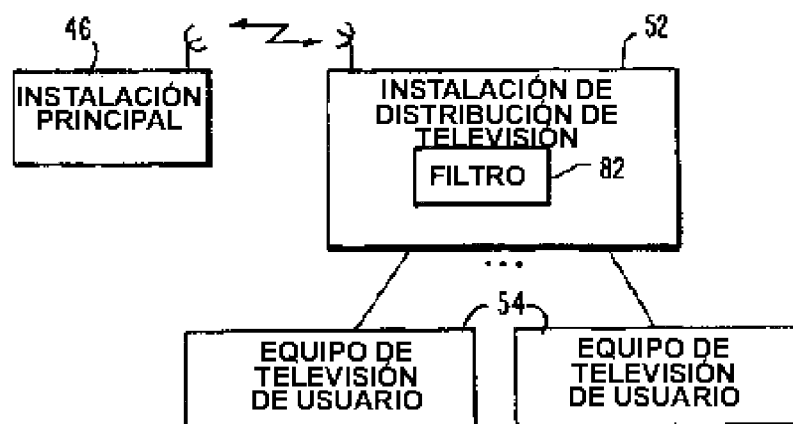 46
52
INSTALACIÓN
PRINCIPAL
INSTALACIÓN DE
DISTRIBUCIÓN DE
TELEVISIÓN
FILTRO
82
...
54
EQUIPO DE
TELEVISIÓN
DE USUARIO
EQUIPO DE
TELEVISIÓN
DE USUARIO